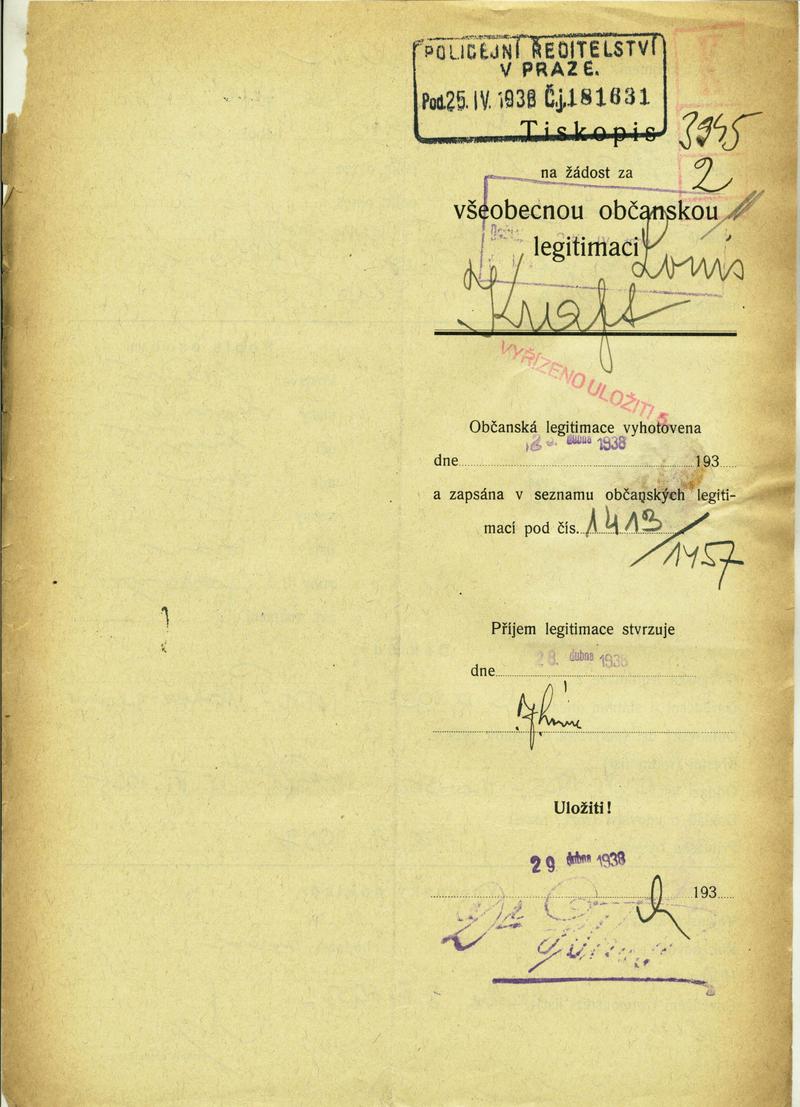 POLICEJNÍ ŘEDITELSTVÍ
V PRAZE.
Pod. 25. IV. 1938 Č.j. 181631
Tiskopis
3945
na žádost za
2
všeobecnou občanskou
legitimaci
Louis
Kraft
VYŘÍZENO ULOŽITI
Občanská legitimace vyhotovena
dubna 1938
dne 193
a zapsána v seznamu občanských legiti-
mací pod čís. 1413
/1457
Příjem legitimace stvrzuje
28. dubna 1938
dne
Uložiti!
29 dubna 1938
193
Dr